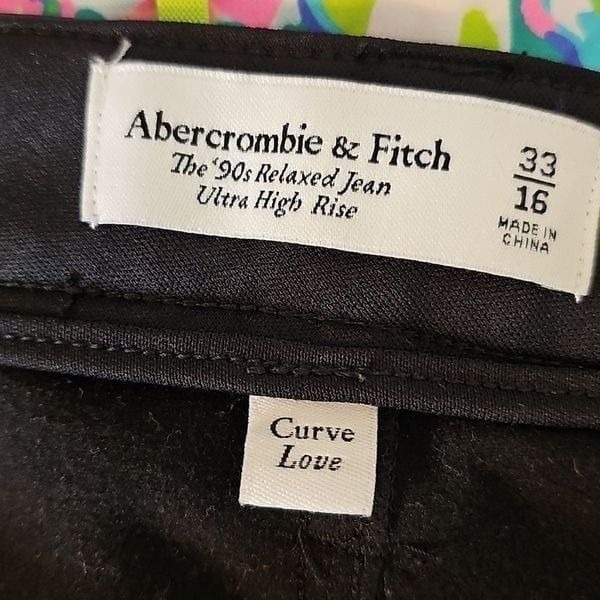 Abercrombie & Fitch
The '90s Relaxed Jean
Ultra High Rise
33
16
MADE IN
CHINA
Curve
Love